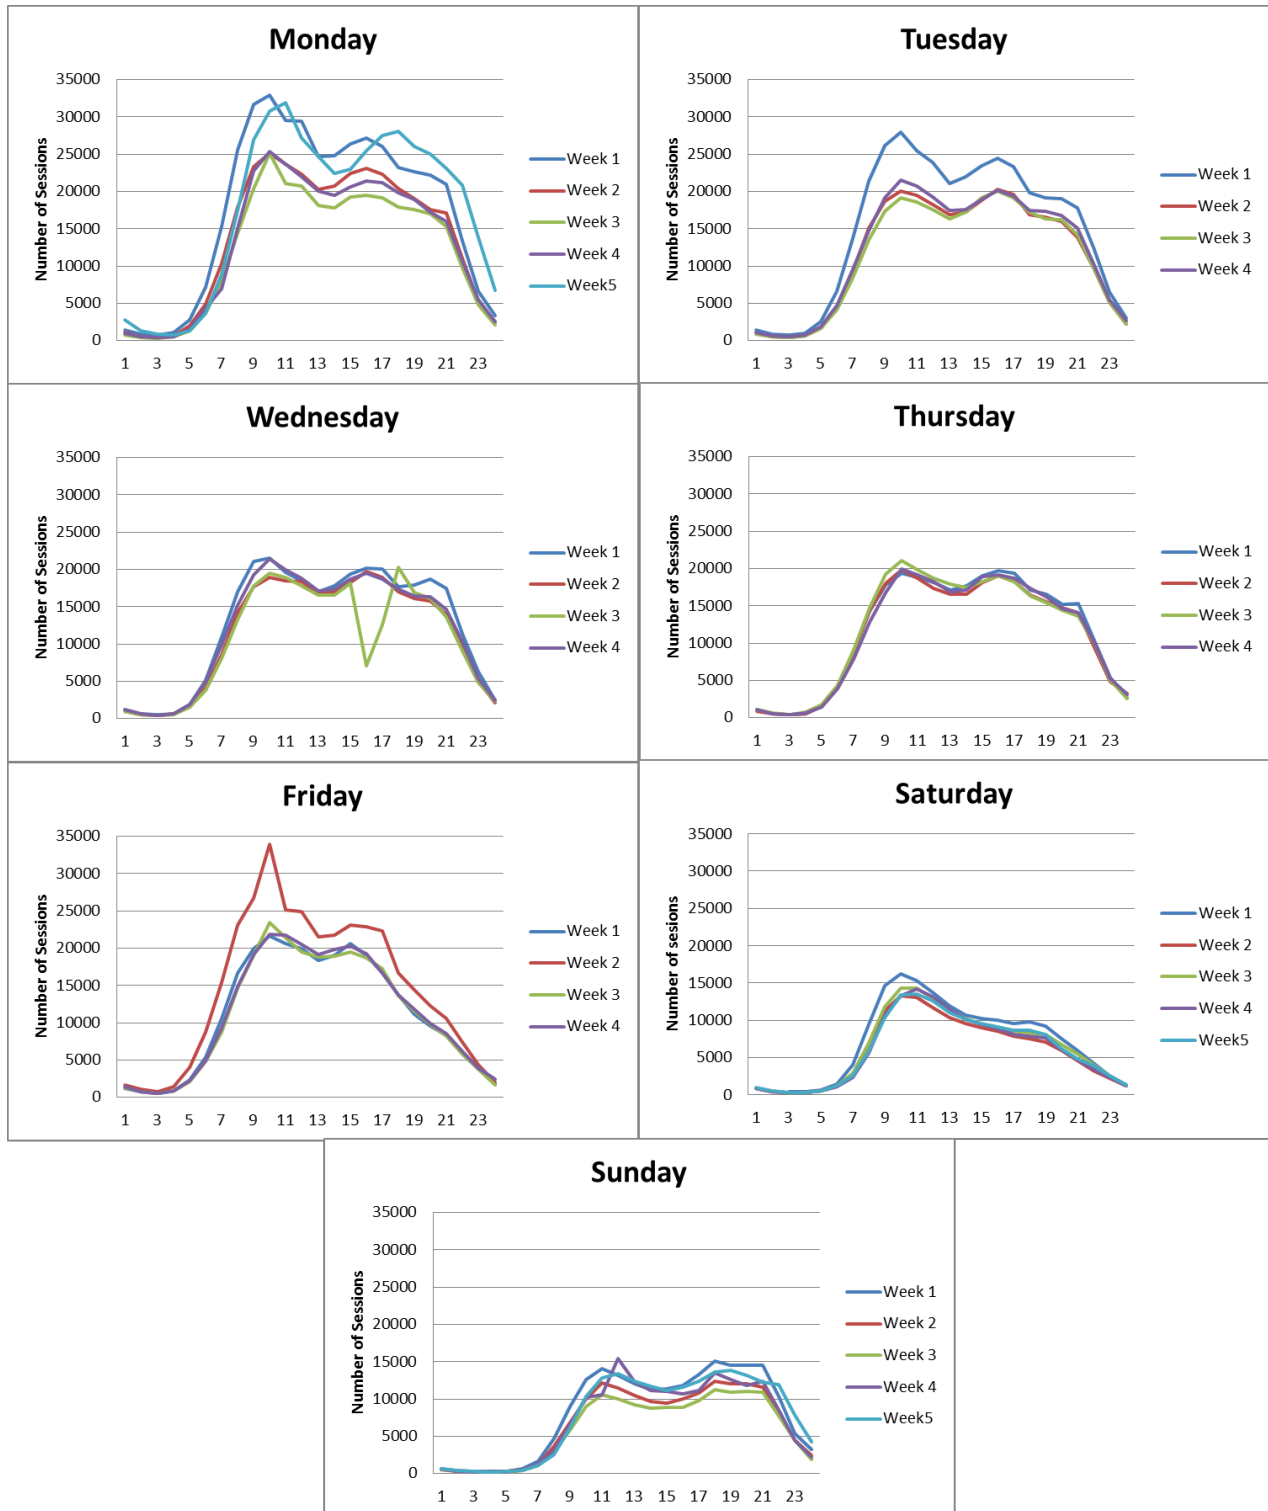 Monday
Number of Sessions
35000
30000
25000
20000
15000
10000
5000
0
1 3 5 7 9 11 13 15 17 19 21 23
Week 1
Week 2
Week 3
Week 4
Week5
Tuesday
Number of Sessions
35000
30000
25000
20000
15000
10000
5000
0
1 3 5 7 9 11 13 15 17 19 21 23
Week 1
Week 2
Week 3
Week 4
Wednesday
Number of Sessions
35000
30000
25000
20000
15000
10000
5000
0
1 3 5 7 9 11 13 15 17 19 21 23
Week 1
Week 2
Week 3
Week 4
Thursday
Number of Sessions
35000
30000
25000
20000
15000
10000
5000
0
1 3 5 7 9 11 13 15 17 19 21 23
Week 1
Week 2
Week 3
Week 4
Friday
Number of Sessions
35000
30000
25000
20000
15000
10000
5000
0
1 3 5 7 9 11 13 15 17 19 21 23
Week 1
Week 2
Week 3
Week 4
Saturday
Number of sesions
35000
30000
25000
20000
15000
10000
5000
0
1 3 5 7 9 11 13 15 17 19 21 23
Week 1
Week 2
Week 3
Week 4
Week5
Sunday
Number of Sessions
35000
30000
25000
20000
15000
10000
5000
0
1 3 5 7 9 11 13 15 17 19 21 23
Week 1
Week 2
Week 3
Week 4
Week5